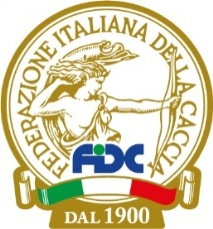 FEDERAZIONE ITALIANA DELLA CACCIA
FIDC
DAL 1900